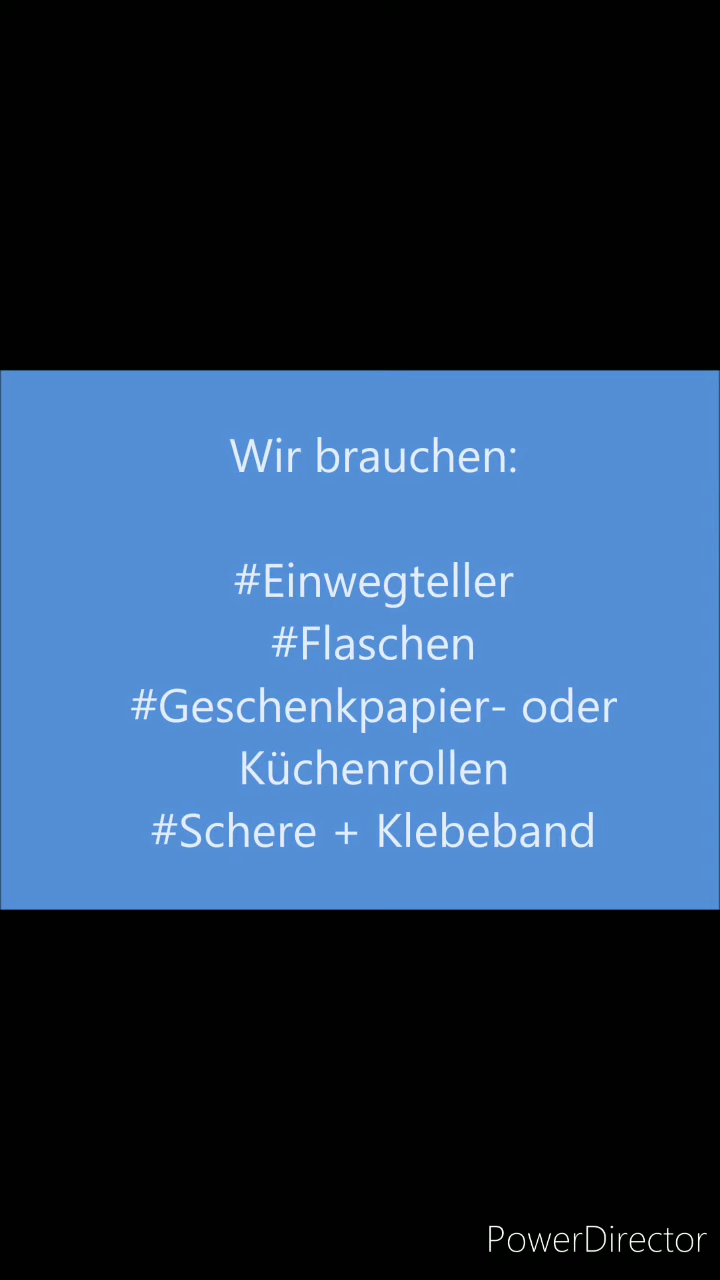 Wir brauchen:
#Einwegteller
#Flaschen
#Geschenkpapier- oder
Küchenrollen
#Schere + Klebeband
PowerDirector